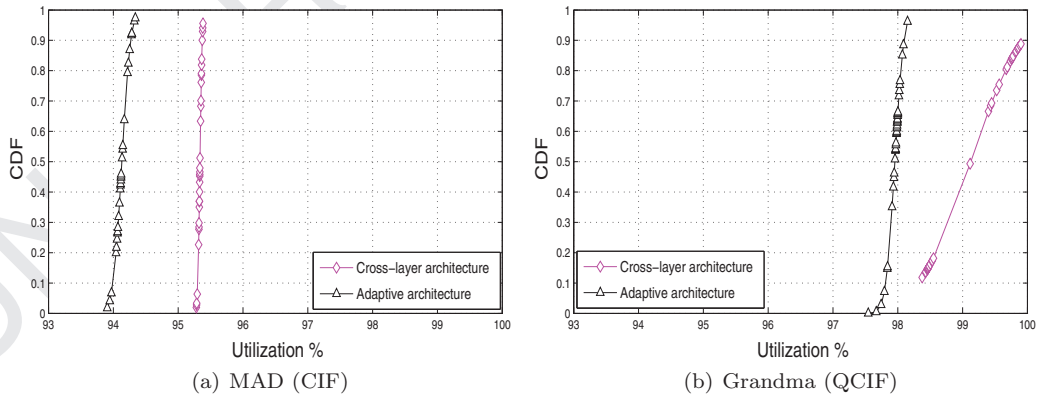 1
0.9
0.8
0.7
0.6
0.5
0.4
0.3
0.2
0.1
0
CDF
93 94 95 96 97 98 99 100
Utilization %
Cross-layer architecture
Adaptive architecture
(a) MAD (CIF)
1
0.9
0.8
0.7
0.6
0.5
0.4
0.3
0.2
0.1
0
CDF
93 94 95 96 97 98 99 100
Utilization %
Cross-layer architecture
Adaptive architecture
(b) Grandma (QCIF)